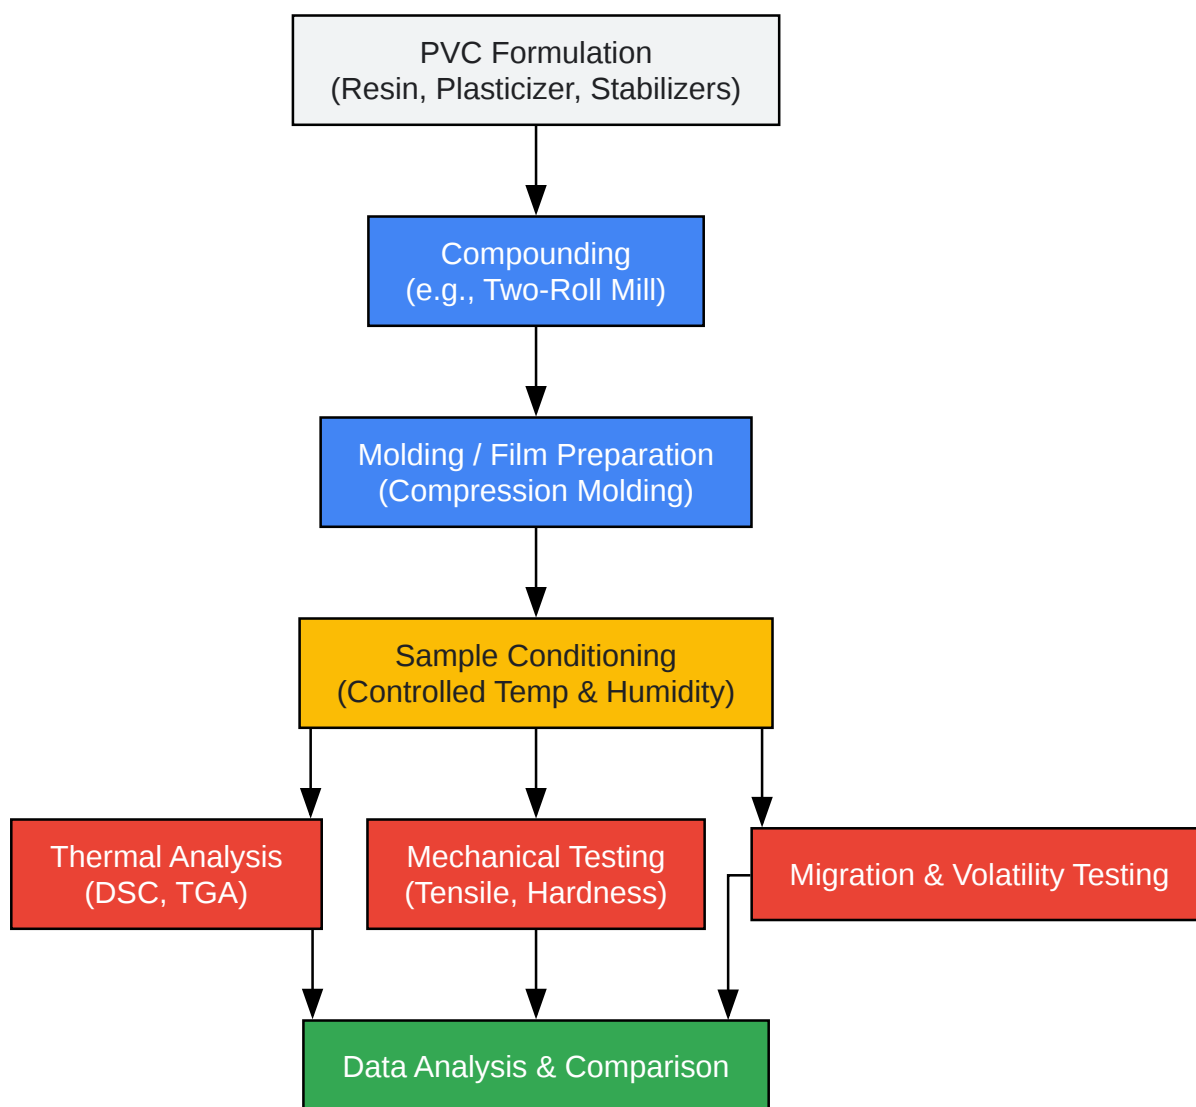 PVC Formulation
(Resin, Plasticizer, Stabilizers)
Compounding
(e.g., Two-Roll Mill)
Molding / Film Preparation
(Compression Molding)
Sample Conditioning
(Controlled Temp & Humidity)
Thermal Analysis
(DSC, TGA)
Mechanical Testing
(Tensile, Hardness)
Migration & Volatility Testing
Data Analysis & Comparison